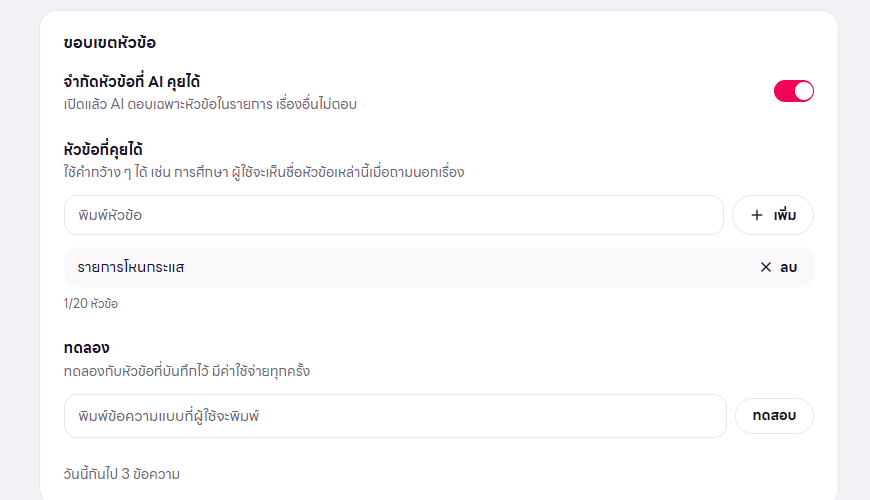 ขอบเขตหัวข้อ
จำกัดหัวข้อที่ AI คุยได้
เปิดแล้ว AI ตอบเฉพาะหัวข้อในรายการ เรื่องอื่นไม่ตอบ
หัวข้อที่คุยได้
ใช้คำกว้าง ๆ ได้ เช่น การศึกษา ผู้ใช้จะเห็นชื่อหัวข้อเหล่านี้เมื่อถามนอกเรื่อง
พิมพ์หัวข้อ
+ เพิ่ม
รายการโหนกระแส
× ลบ
1/20 หัวข้อ
ทดลอง
ทดลองกับหัวข้อที่บันทึกไว้ มีค่าใช้จ่ายทุกครั้ง
พิมพ์ข้อความแบบที่ผู้ใช้จะพิมพ์
ทดสอบ
วันนี้กันไป 3 ข้อความ